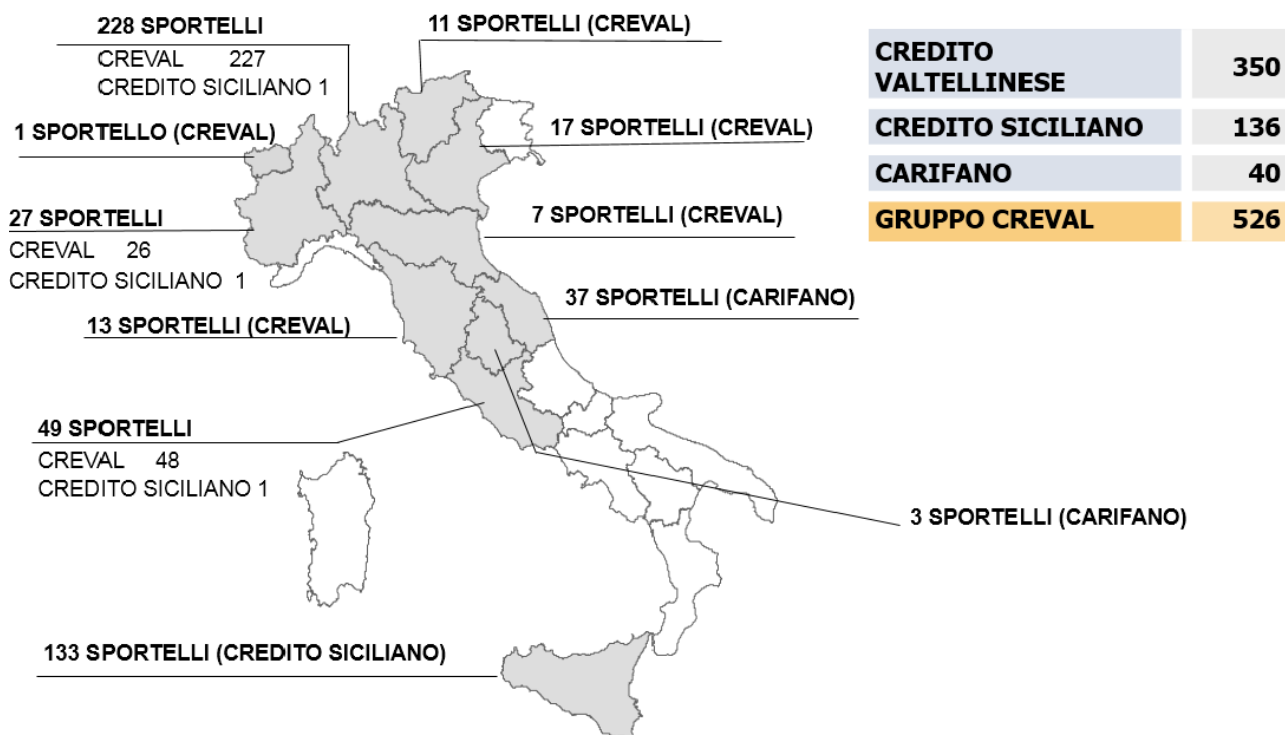 228 SPORTELLI
CREVAL 227
CREDITO SICILIANO 1
11 SPORTELLI (CREVAL)
1 SPORTELLO (CREVAL)
17 SPORTELLI (CREVAL)
27 SPORTELLI
CREVAL 26
CREDITO SICILIANO 1
7 SPORTELLI (CREVAL)
37 SPORTELLI (CARIFANO)
13 SPORTELLI (CREVAL)
49 SPORTELLI
CREVAL 48
CREDITO SICILIANO 1
3 SPORTELLI (CARIFANO)
133 SPORTELLI (CREDITO SICILIANO)
CREDITO
VALTELLINESE 350
CREDITO SICILIANO 136
CARIFANO 40
GRUPPO CREVAL 526